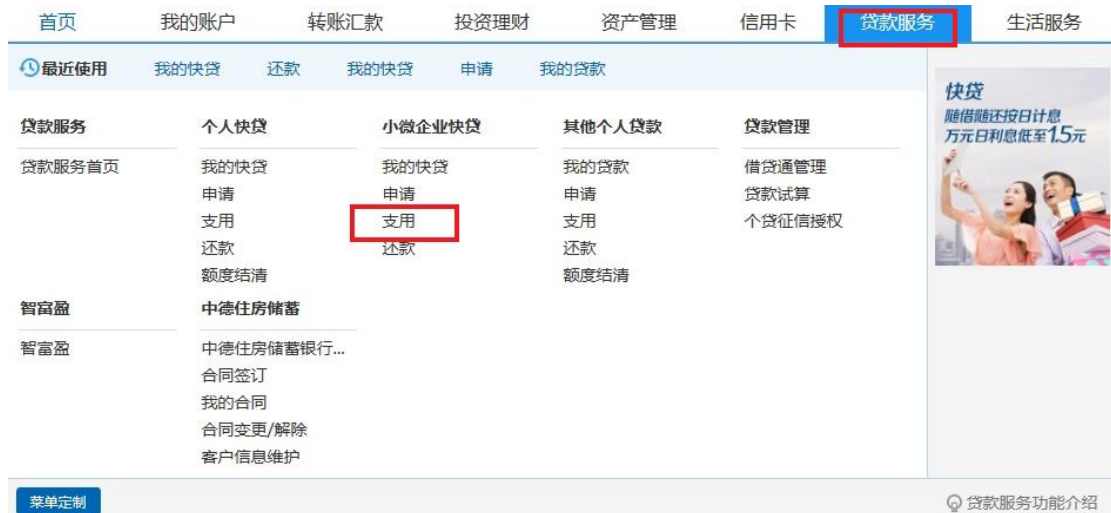 首页 我的账户 转账汇款 投资理财 资产管理 信用卡 贷款服务 生活服务
最近使用 我的快贷 还款 我的快贷 申请 我的贷款
快贷
随借随还按日计息
万元日利息低至1.5元
贷款服务 个人快贷 小微企业快贷 其他个人贷款 贷款管理
贷款服务首页 我的快贷 我的快贷 我的贷款 借贷通管理
申请 申请 申请 贷款试算
支用 支用 支用 个贷征信授权
还款 还款 还款
额度结清 额度结清
智富盈 中德住房储蓄
智富盈 中德住房储蓄银行...
合同签订
我的合同
合同变更/解除
客户信息维护
菜单定制 贷款服务功能介绍